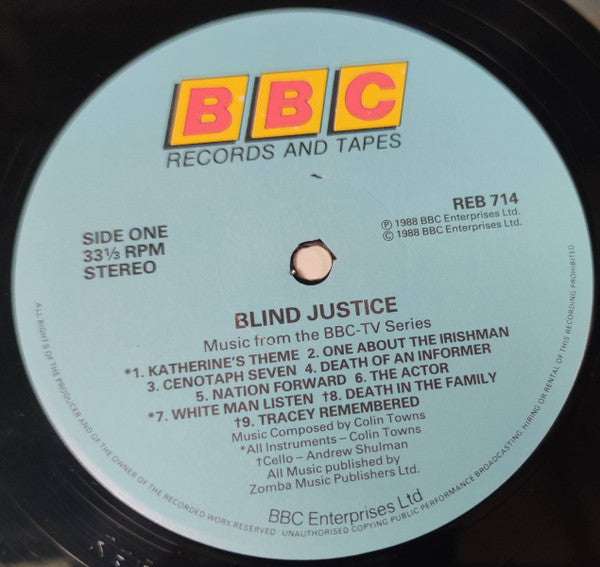 BBC
RECORDS AND TAPES
SIDE ONE
33⅓ RPM
STEREO
REB 714
Ⓟ 1988 BBC Enterprises Ltd.
© 1988 BBC Enterprises Ltd.
BLIND JUSTICE
Music from the BBC-TV Series
*1. KATHERINE'S THEME 2. ONE ABOUT THE IRISHMAN
3. CENOTAPH SEVEN 4. DEATH OF AN INFORMER
5. NATION FORWARD 6. THE ACTOR
*7. WHITE MAN LISTEN †8. DEATH IN THE FAMILY
†9. TRACEY REMEMBERED
Music Composed by Colin Towns
*All Instruments – Colin Towns
†Cello – Andrew Shulman
All Music published by
Zomba Music Publishers Ltd.
BBC Enterprises Ltd
ALL RIGHTS OF THE PRODUCER AND OF THE OWNER OF THE RECORDED WORK RESERVED · UNAUTHORISED COPYING PUBLIC PERFORMANCE BROADCASTING, HIRING OR RENTAL OF THIS RECORDING PROHIBITED